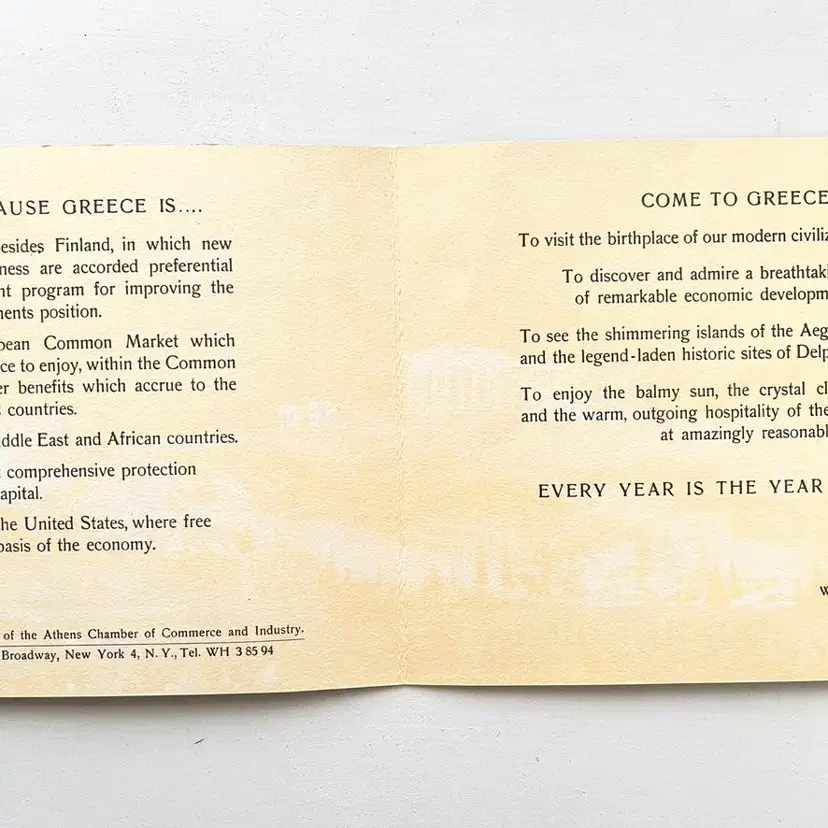 AUSE GREECE IS....
esides Finland, in which new
ness are accorded preferential
nt program for improving the
nents position.
pean Common Market which
ce to enjoy, within the Common
er benefits which accrue to the
countries.
ddle East and African countries.
comprehensive protection
apital.
he United States, where free
basis of the economy.
of the Athens Chamber of Commerce and Industry.
Broadway, New York 4, N. Y., Tel. WH 3 85 94
COME TO GREECE
To visit the birthplace of our modern civiliz
To discover and admire a breathtaki
of remarkable economic developm
To see the shimmering islands of the Aeg
and the legend-laden historic sites of Delp
To enjoy the balmy sun, the crystal cl
and the warm, outgoing hospitality of the
at amazingly reasonabl
EVERY YEAR IS THE YEAR
W